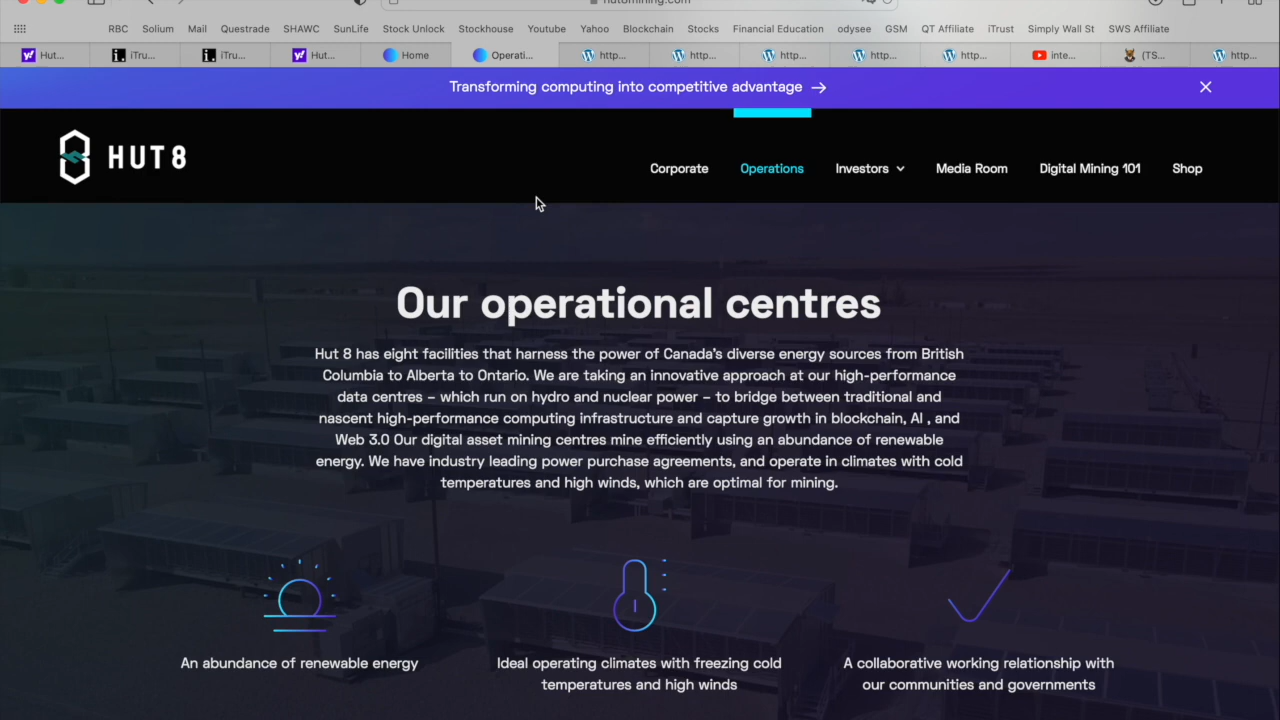 hut8mining.com
RBC Solium Mail Questrade SHAWC SunLife Stock Unlock Stockhouse Youtube Yahoo Blockchain Stocks Financial Education odysee GSM QT Affiliate iTrust Simply Wall St SWS Affiliate
Hut... iTru... iTru... Hut... Home Operati... http... http... http... http... http... inte... (TS... http...
Transforming computing into competitive advantage →
HUT 8
Corporate Operations Investors Media Room Digital Mining 101 Shop
Our operational centres
Hut 8 has eight facilities that harness the power of Canada's diverse energy sources from British
Columbia to Alberta to Ontario. We are taking an innovative approach at our high-performance
data centres – which run on hydro and nuclear power – to bridge between traditional and
nascent high-performance computing infrastructure and capture growth in blockchain, AI , and
Web 3.0 Our digital asset mining centres mine efficiently using an abundance of renewable
energy. We have industry leading power purchase agreements, and operate in climates with cold
temperatures and high winds, which are optimal for mining.
An abundance of renewable energy
Ideal operating climates with freezing cold
temperatures and high winds
A collaborative working relationship with
our communities and governments